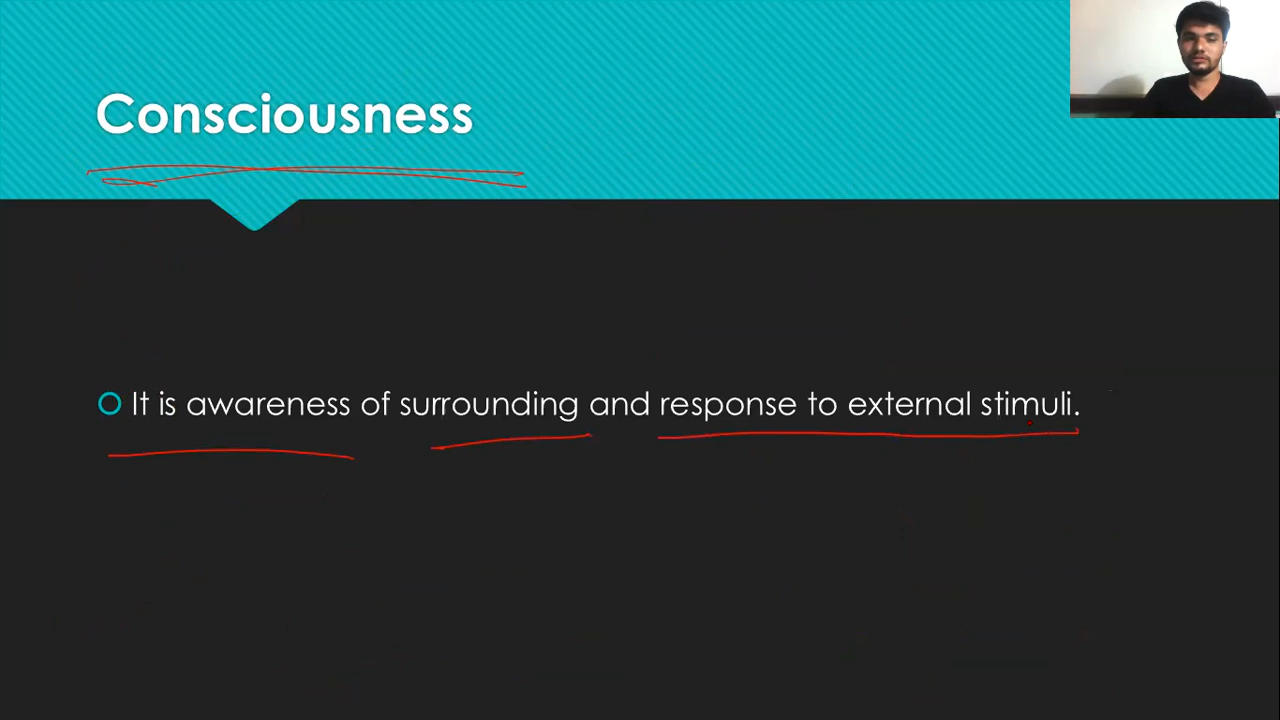 Consciousness
It is awareness of surrounding and response to external stimuli.